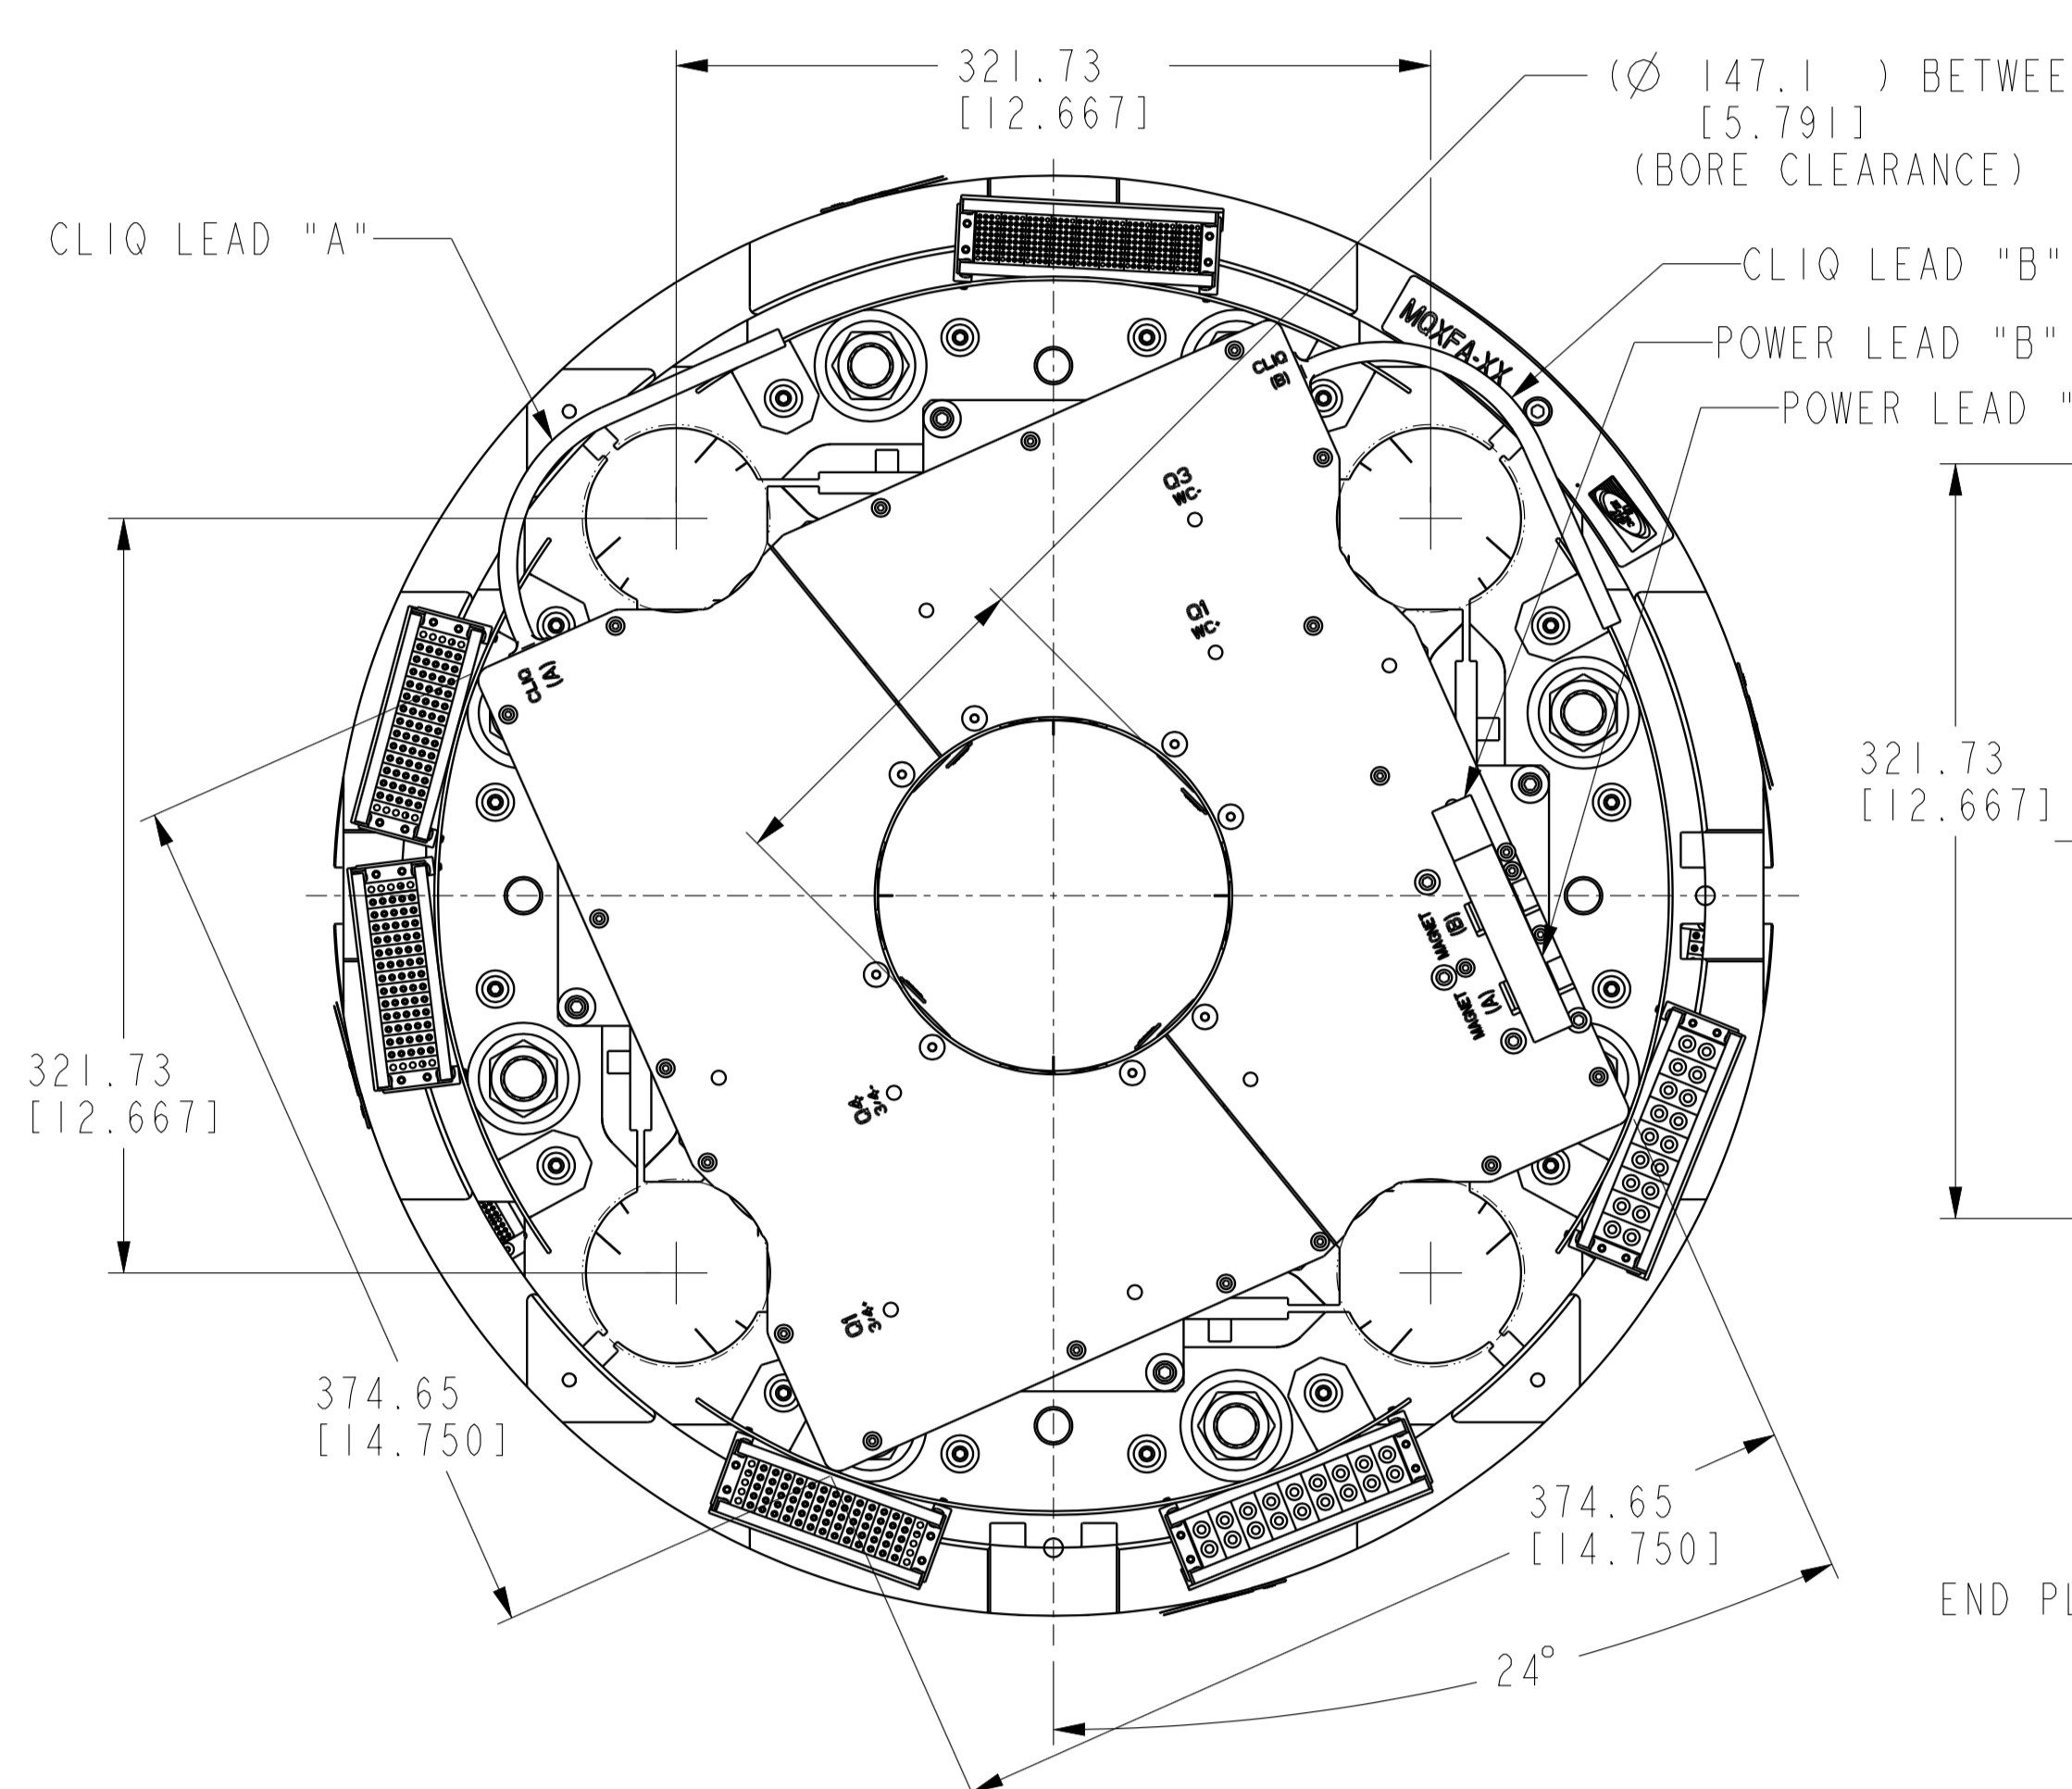 321.73
[12.667]
(Ø 147.1 ) BETWEE
[5.791]
(BORE CLEARANCE)
CLIQ LEAD "A"
CLIQ LEAD "B"
POWER LEAD "B"
POWER LEAD "
MQXFA-XX
CLIQ
(B)
Q3
WC-
Q1
WC+
CLIQ
(A)
321.73
[12.667]
MAGNET
(B)
MAGNET
(A)
321.73
[12.667]
Q4
3/4-
Q1
3/4+
374.65
[14.750]
374.65
[14.750]
END PL
24°